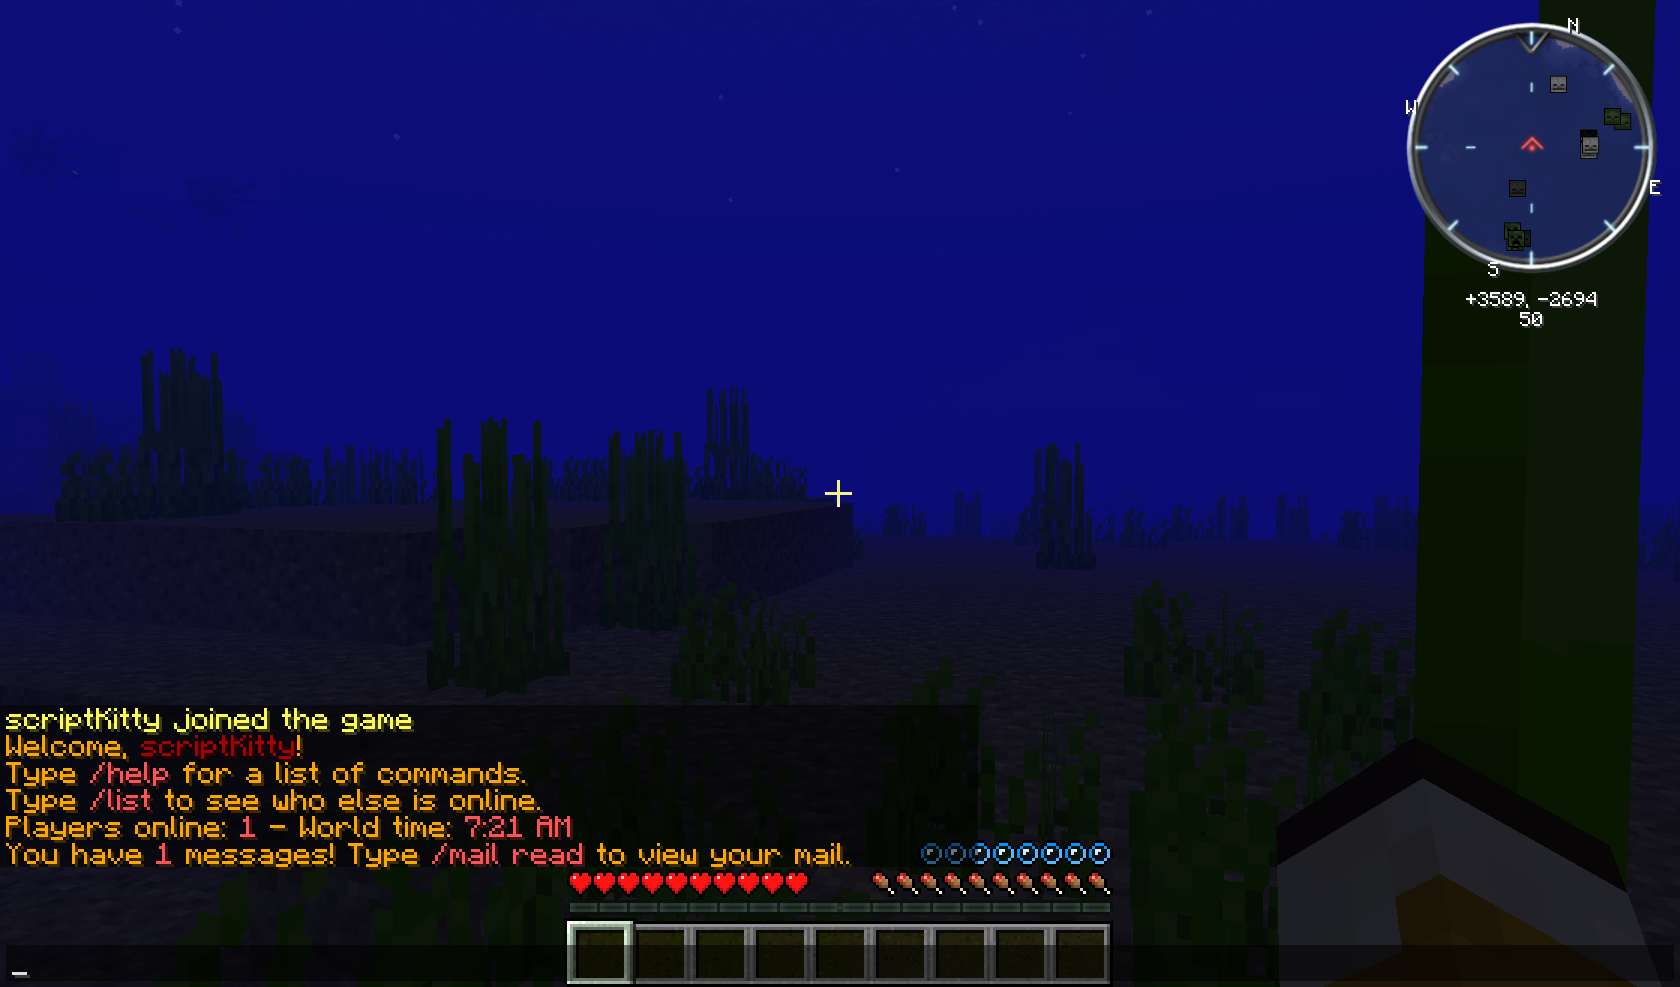 N
W
E
S
+3589, -2694
50
scriptKitty joined the game
Welcome, scriptKitty!
Type /help for a list of commands.
Type /list to see who else is online.
Players online: 1 - World time: 7:21 AM
You have 1 messages! Type /mail read to view your mail.
_